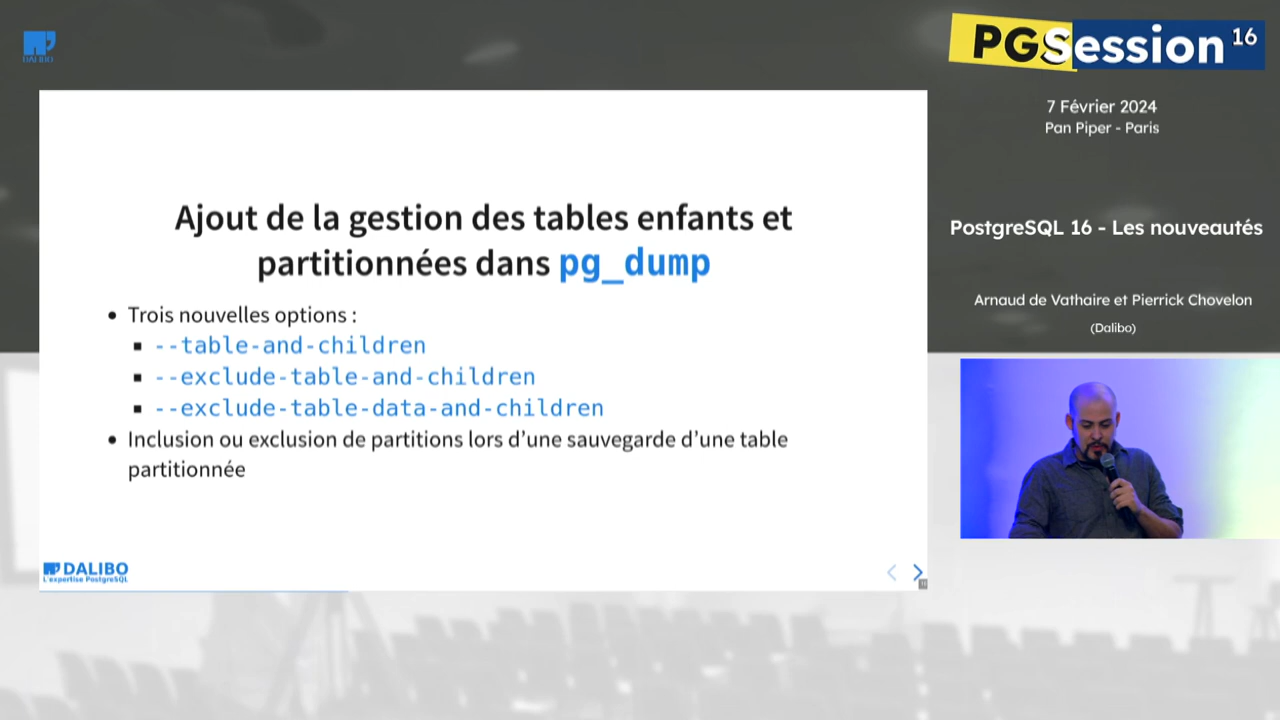 DALIBO
PGSession 16
7 Février 2024
Pan Piper - Paris
Ajout de la gestion des tables enfants et
partitionnées dans pg_dump
• Trois nouvelles options :
▪ --table-and-children
▪ --exclude-table-and-children
▪ --exclude-table-data-and-children
• Inclusion ou exclusion de partitions lors d’une sauvegarde d’une table
partitionnée
DALIBO
L'expertise PostgreSQL
PostgreSQL 16 - Les nouveautés
Arnaud de Vathaire et Pierrick Chovelon
(Dalibo)